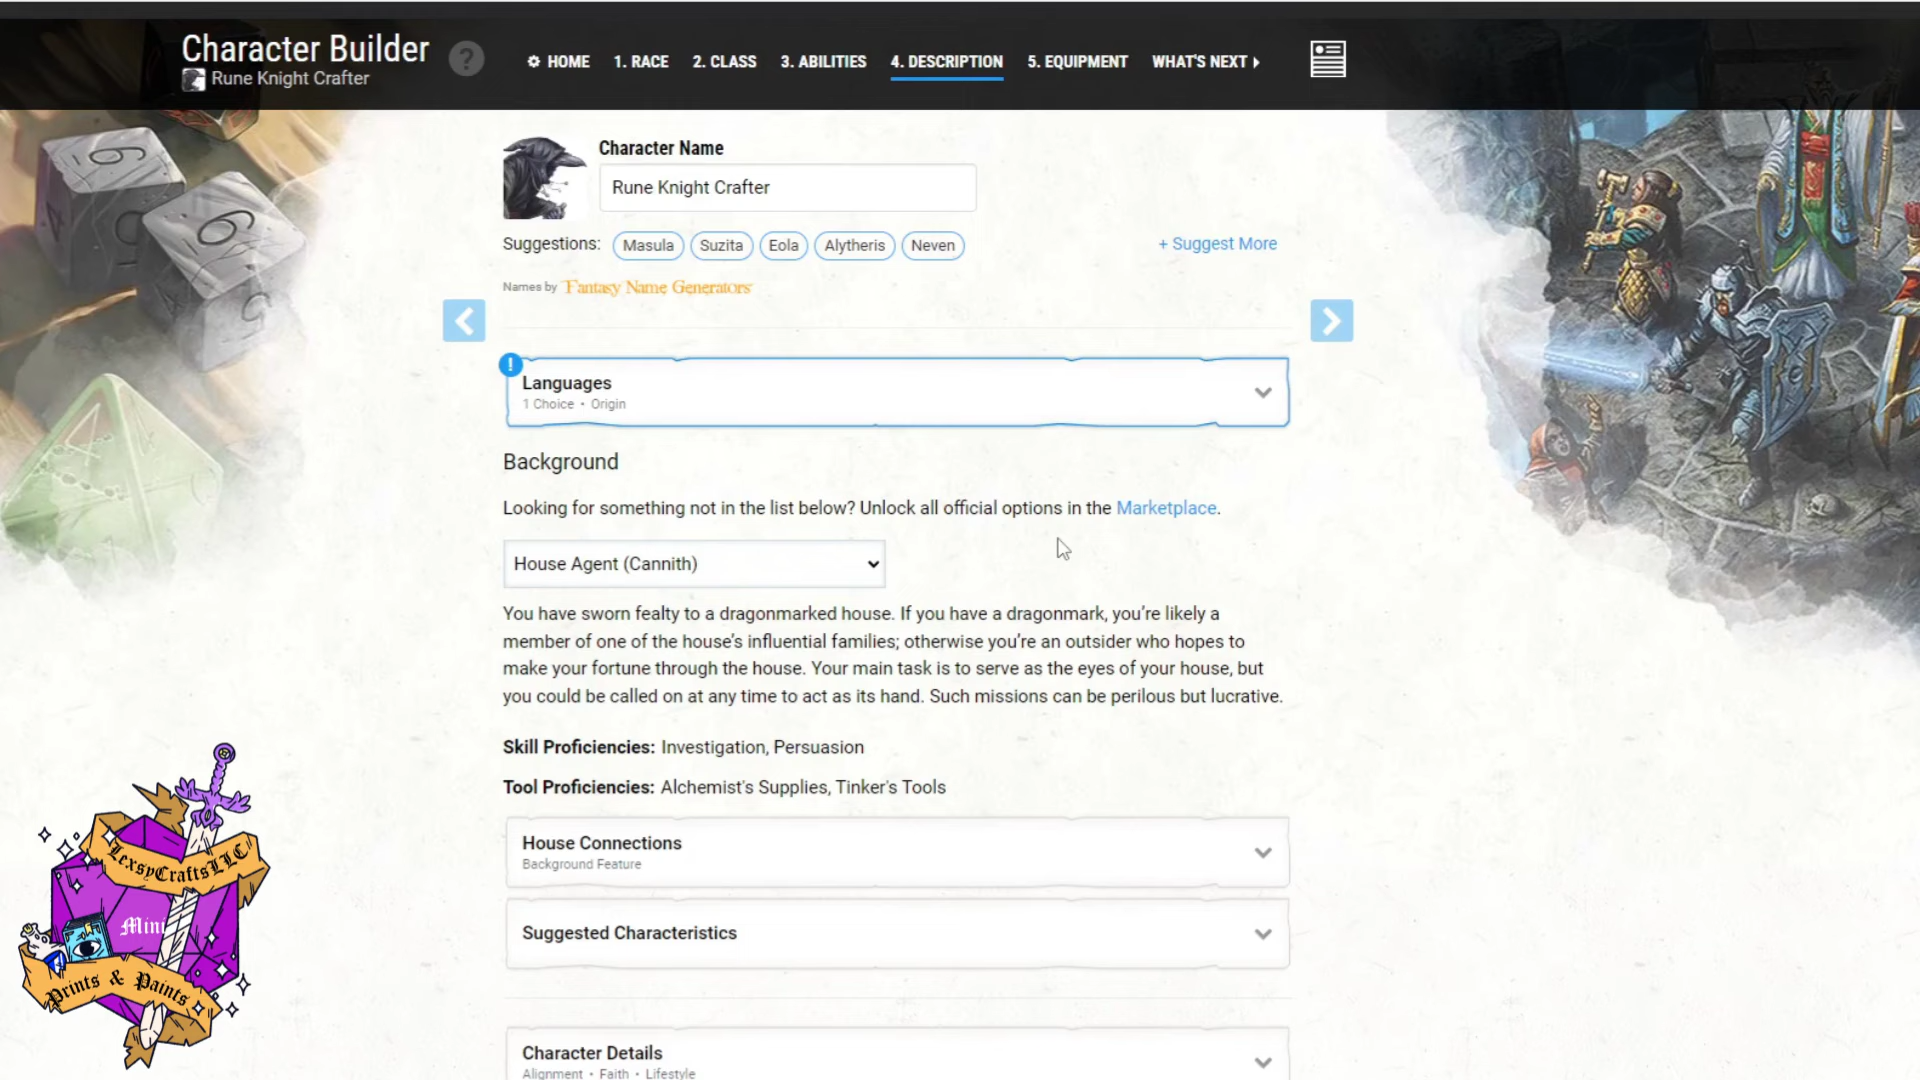 Character Builder
Rune Knight Crafter
?
HOME
1. RACE
2. CLASS
3. ABILITIES
4. DESCRIPTION
5. EQUIPMENT
WHAT'S NEXT
Character Name
Rune Knight Crafter
Suggestions:
Masula
Suzita
Eola
Alytheris
Neven
+ Suggest More
Names by Fantasy Name Generators
!
Languages
1 Choice • Origin
Background
Looking for something not in the list below? Unlock all official options in the Marketplace.
House Agent (Cannith)
You have sworn fealty to a dragonmarked house. If you have a dragonmark, you’re likely a
member of one of the house’s influential families; otherwise you’re an outsider who hopes to
make your fortune through the house. Your main task is to serve as the eyes of your house, but
you could be called on at any time to act as its hand. Such missions can be perilous but lucrative.
Skill Proficiencies: Investigation, Persuasion
Tool Proficiencies: Alchemist's Supplies, Tinker's Tools
House Connections
Background Feature
Suggested Characteristics
Character Details
Alignment • Faith • Lifestyle
LexsyCraftsLLC
Mini
Prints & Paints